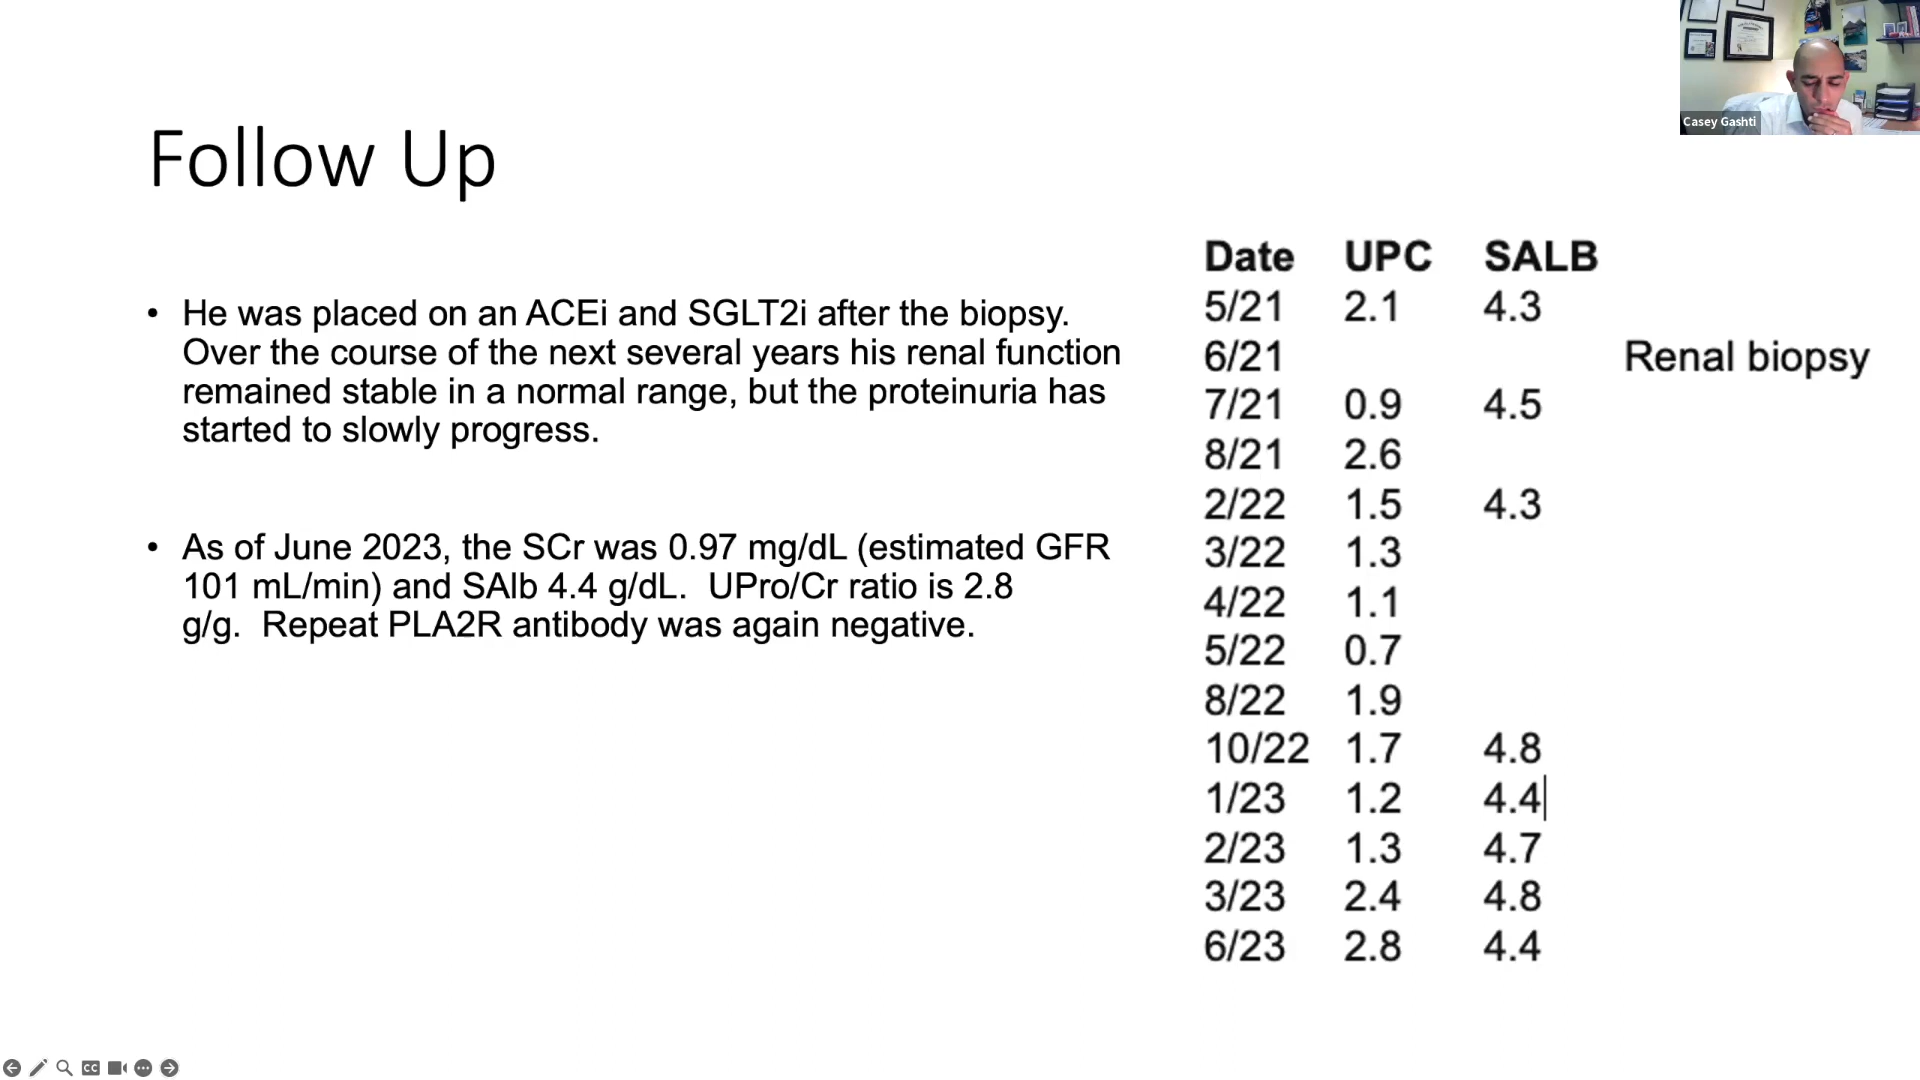 Casey Gashti
Follow Up
• He was placed on an ACEi and SGLT2i after the biopsy.
Over the course of the next several years his renal function
remained stable in a normal range, but the proteinuria has
started to slowly progress.
• As of June 2023, the SCr was 0.97 mg/dL (estimated GFR
101 mL/min) and SAlb 4.4 g/dL.  UPro/Cr ratio is 2.8
g/g.  Repeat PLA2R antibody was again negative.
Date UPC SALB
5/21 2.1 4.3
6/21 Renal biopsy
7/21 0.9 4.5
8/21 2.6
2/22 1.5 4.3
3/22 1.3
4/22 1.1
5/22 0.7
8/22 1.9
10/22 1.7 4.8
1/23 1.2 4.4
2/23 1.3 4.7
3/23 2.4 4.8
6/23 2.8 4.4
CC